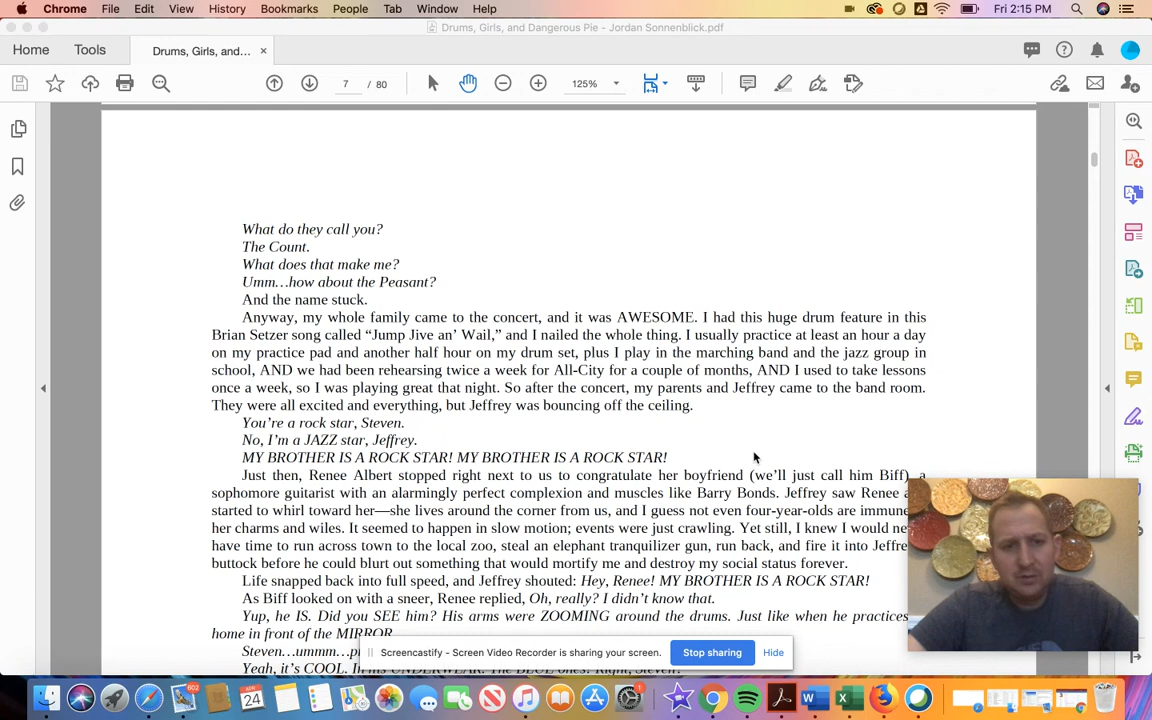 Chrome File Edit View History Bookmarks People Tab Window Help Fri 2:15 PM
Drums, Girls, and Dangerous Pie - Jordan Sonnenblick.pdf
Home Tools Drums, Girls, and... ×
7 / 80 125%
What do they call you?
The Count.
What does that make me?
Umm…how about the Peasant?
And the name stuck.
Anyway, my whole family came to the concert, and it was AWESOME. I had this huge drum feature in this
Brian Setzer song called “Jump Jive an’ Wail,” and I nailed the whole thing. I usually practice at least an hour a day
on my practice pad and another half hour on my drum set, plus I play in the marching band and the jazz group in
school, AND we had been rehearsing twice a week for All-City for a couple of months, AND I used to take lessons
once a week, so I was playing great that night. So after the concert, my parents and Jeffrey came to the band room.
They were all excited and everything, but Jeffrey was bouncing off the ceiling.
You’re a rock star, Steven.
No, I’m a JAZZ star, Jeffrey.
MY BROTHER IS A ROCK STAR! MY BROTHER IS A ROCK STAR!
Just then, Renee Albert stopped right next to us to congratulate her boyfriend (we’ll just call him Biff), a
sophomore guitarist with an alarmingly perfect complexion and muscles like Barry Bonds. Jeffrey saw Renee
started to whirl toward her—she lives around the corner from us, and I guess not even four-year-olds are immune
her charms and wiles. It seemed to happen in slow motion; events were just crawling. Yet still, I knew I would ne
have time to run across town to the local zoo, steal an elephant tranquilizer gun, run back, and fire it into Jeffre
buttock before he could blurt out something that would mortify me and destroy my social status forever.
Life snapped back into full speed, and Jeffrey shouted: Hey, Renee! MY BROTHER IS A ROCK STAR!
As Biff looked on with a sneer, Renee replied, Oh, really? I didn’t know that.
Yup, he IS. Did you SEE him? His arms were ZOOMING around the drums. Just like when he practices
home in front of the MIRROR
Steven…ummm…
Screencastify - Screen Video Recorder is sharing your screen. Stop sharing Hide
Yeah, it’s COOL.
APR
24